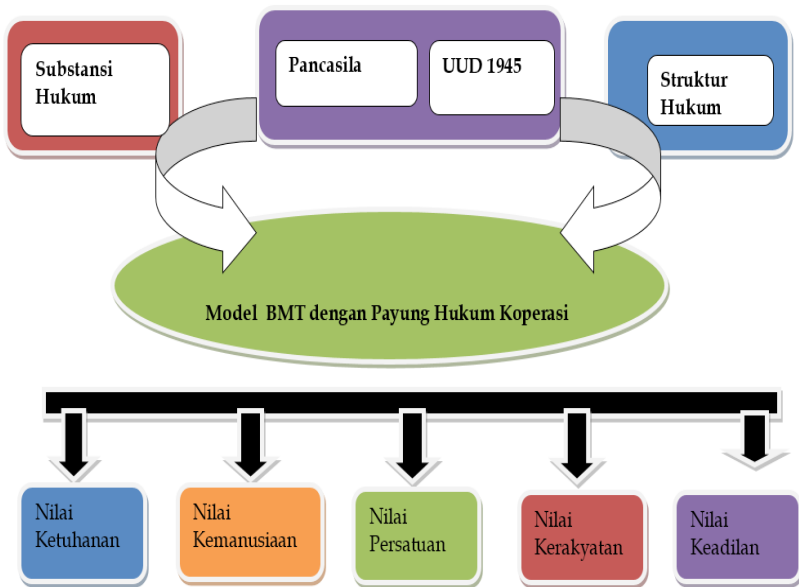 Substansi
Hukum
Pancasila
UUD 1945
Struktur
Hukum
Model BMT dengan Payung Hukum Koperasi
Nilai
Ketuhanan
Nilai
Kemanusiaan
Nilai
Persatuan
Nilai
Kerakyatan
Nilai
Keadilan